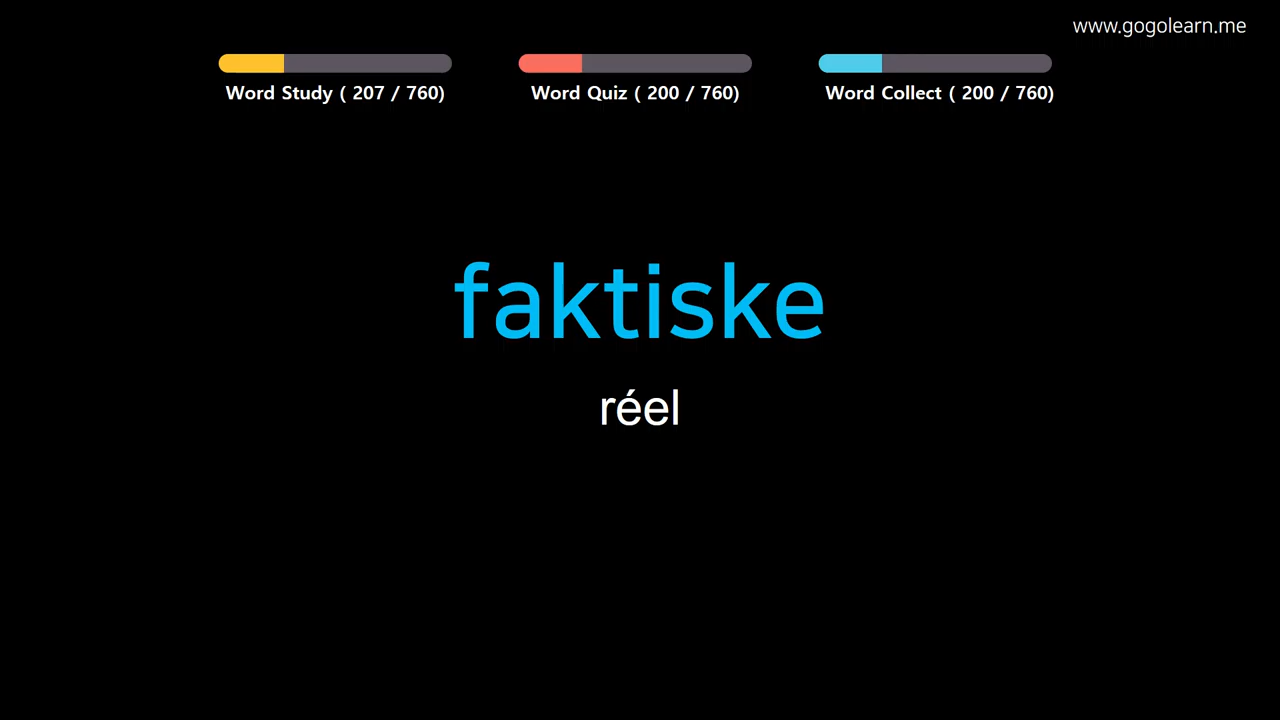 www.gogolearn.me
Word Study ( 207 / 760)
Word Quiz ( 200 / 760)
Word Collect ( 200 / 760)
faktiske
réel